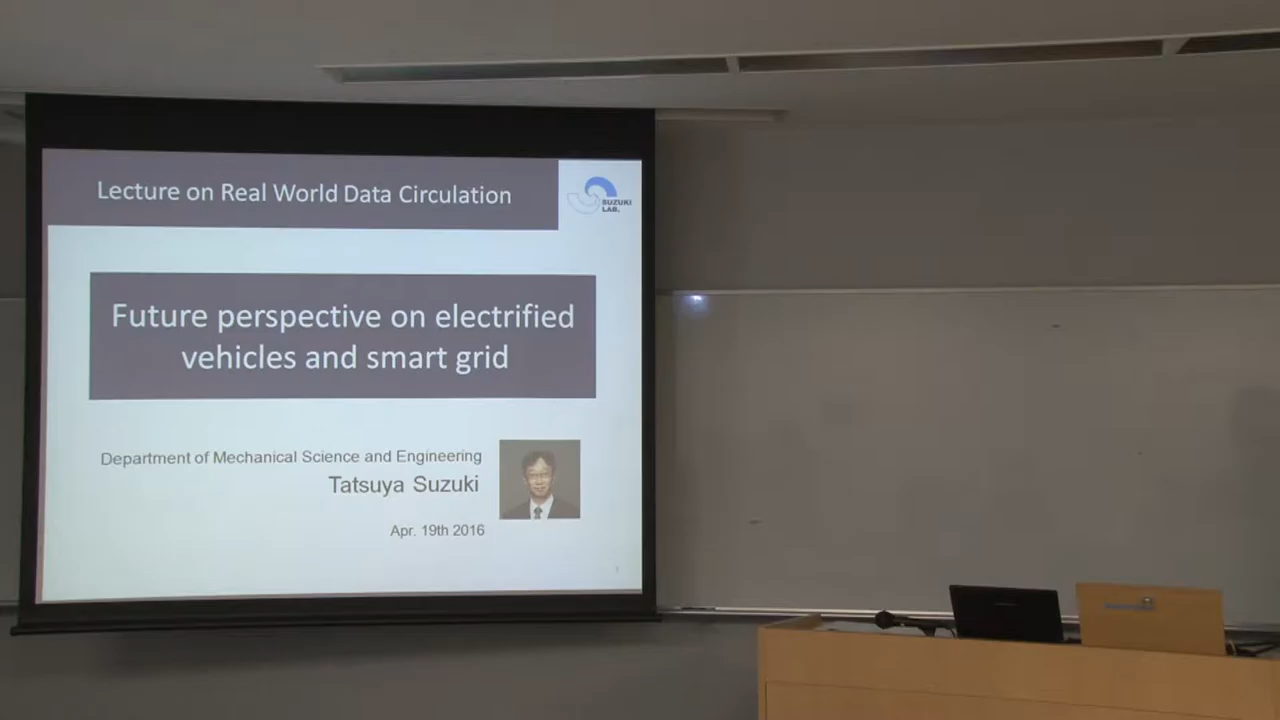 Lecture on Real World Data Circulation
SUZUKI
LAB.
Future perspective on electrified
vehicles and smart grid
Department of Mechanical Science and Engineering
Tatsuya Suzuki
Apr. 19th 2016